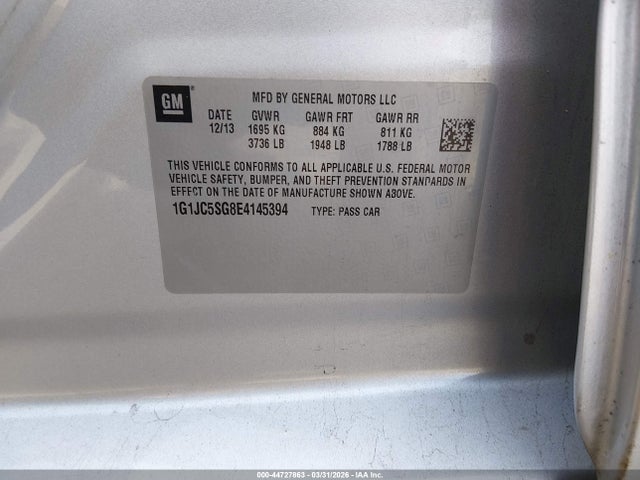 GM
MFD BY GENERAL MOTORS LLC
DATE GVWR GAWR FRT GAWR RR
12/13 1695 KG 884 KG 811 KG
3736 LB 1948 LB 1788 LB
THIS VEHICLE CONFORMS TO ALL APPLICABLE U.S. FEDERAL MOTOR
VEHICLE SAFETY, BUMPER, AND THEFT PREVENTION STANDARDS IN
EFFECT ON THE DATE OF MANUFACTURE SHOWN ABOVE.
1G1JC5SG8E4145394 TYPE: PASS CAR
000-44727863 - 03/31/2026 - IAA Inc.